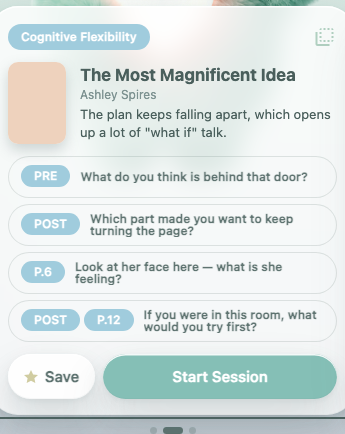 Cognitive Flexibility
The Most Magnificent Idea
Ashley Spires
The plan keeps falling apart, which opens
up a lot of "what if" talk.
PRE What do you think is behind that door?
POST Which part made you want to keep
turning the page?
P.6 Look at her face here — what is she
feeling?
POST P.12 If you were in this room, what
would you try first?
Save Start Session